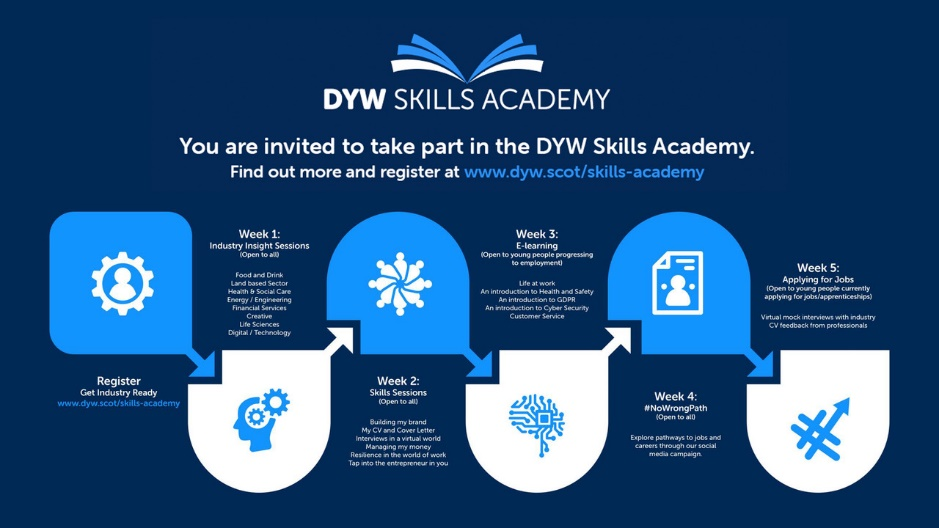 DYW SKILLS ACADEMY
You are invited to take part in the DYW Skills Academy.
Find out more and register at www.dyw.scot/skills-academy
Register
Get Industry Ready
www.dyw.scot/skills-academy
Week 1:
Industry Insight Sessions
(Open to all)
Food and Drink
Land based Sector
Health & Social Care
Energy / Engineering
Financial Services
Creative
Life Sciences
Digital / Technology
Week 2:
Skills Sessions
(Open to all)
Building my brand
My CV and Cover Letter
Interviews in a virtual world
Managing my money
Resilience in the world of work
Tap into the entrepreneur in you
Week 3:
E-learning
(Open to young people progressing
to employment)
Life at work
An introduction to Health and Safety
An introduction to GDPR
An introduction to Cyber Security
Customer Service
Week 4:
#NoWrongPath
(Open to all)
Explore pathways to jobs and
careers through our social
media campaign.
Week 5:
Applying for Jobs
(Open to young people currently
applying for jobs/apprenticeships)
Virtual mock interviews with industry
CV feedback from professionals